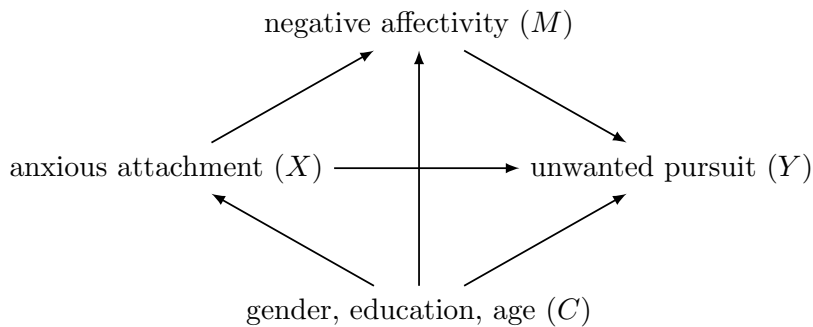 negative affectivity (M)
anxious attachment (X)
unwanted pursuit (Y)
gender, education, age (C)